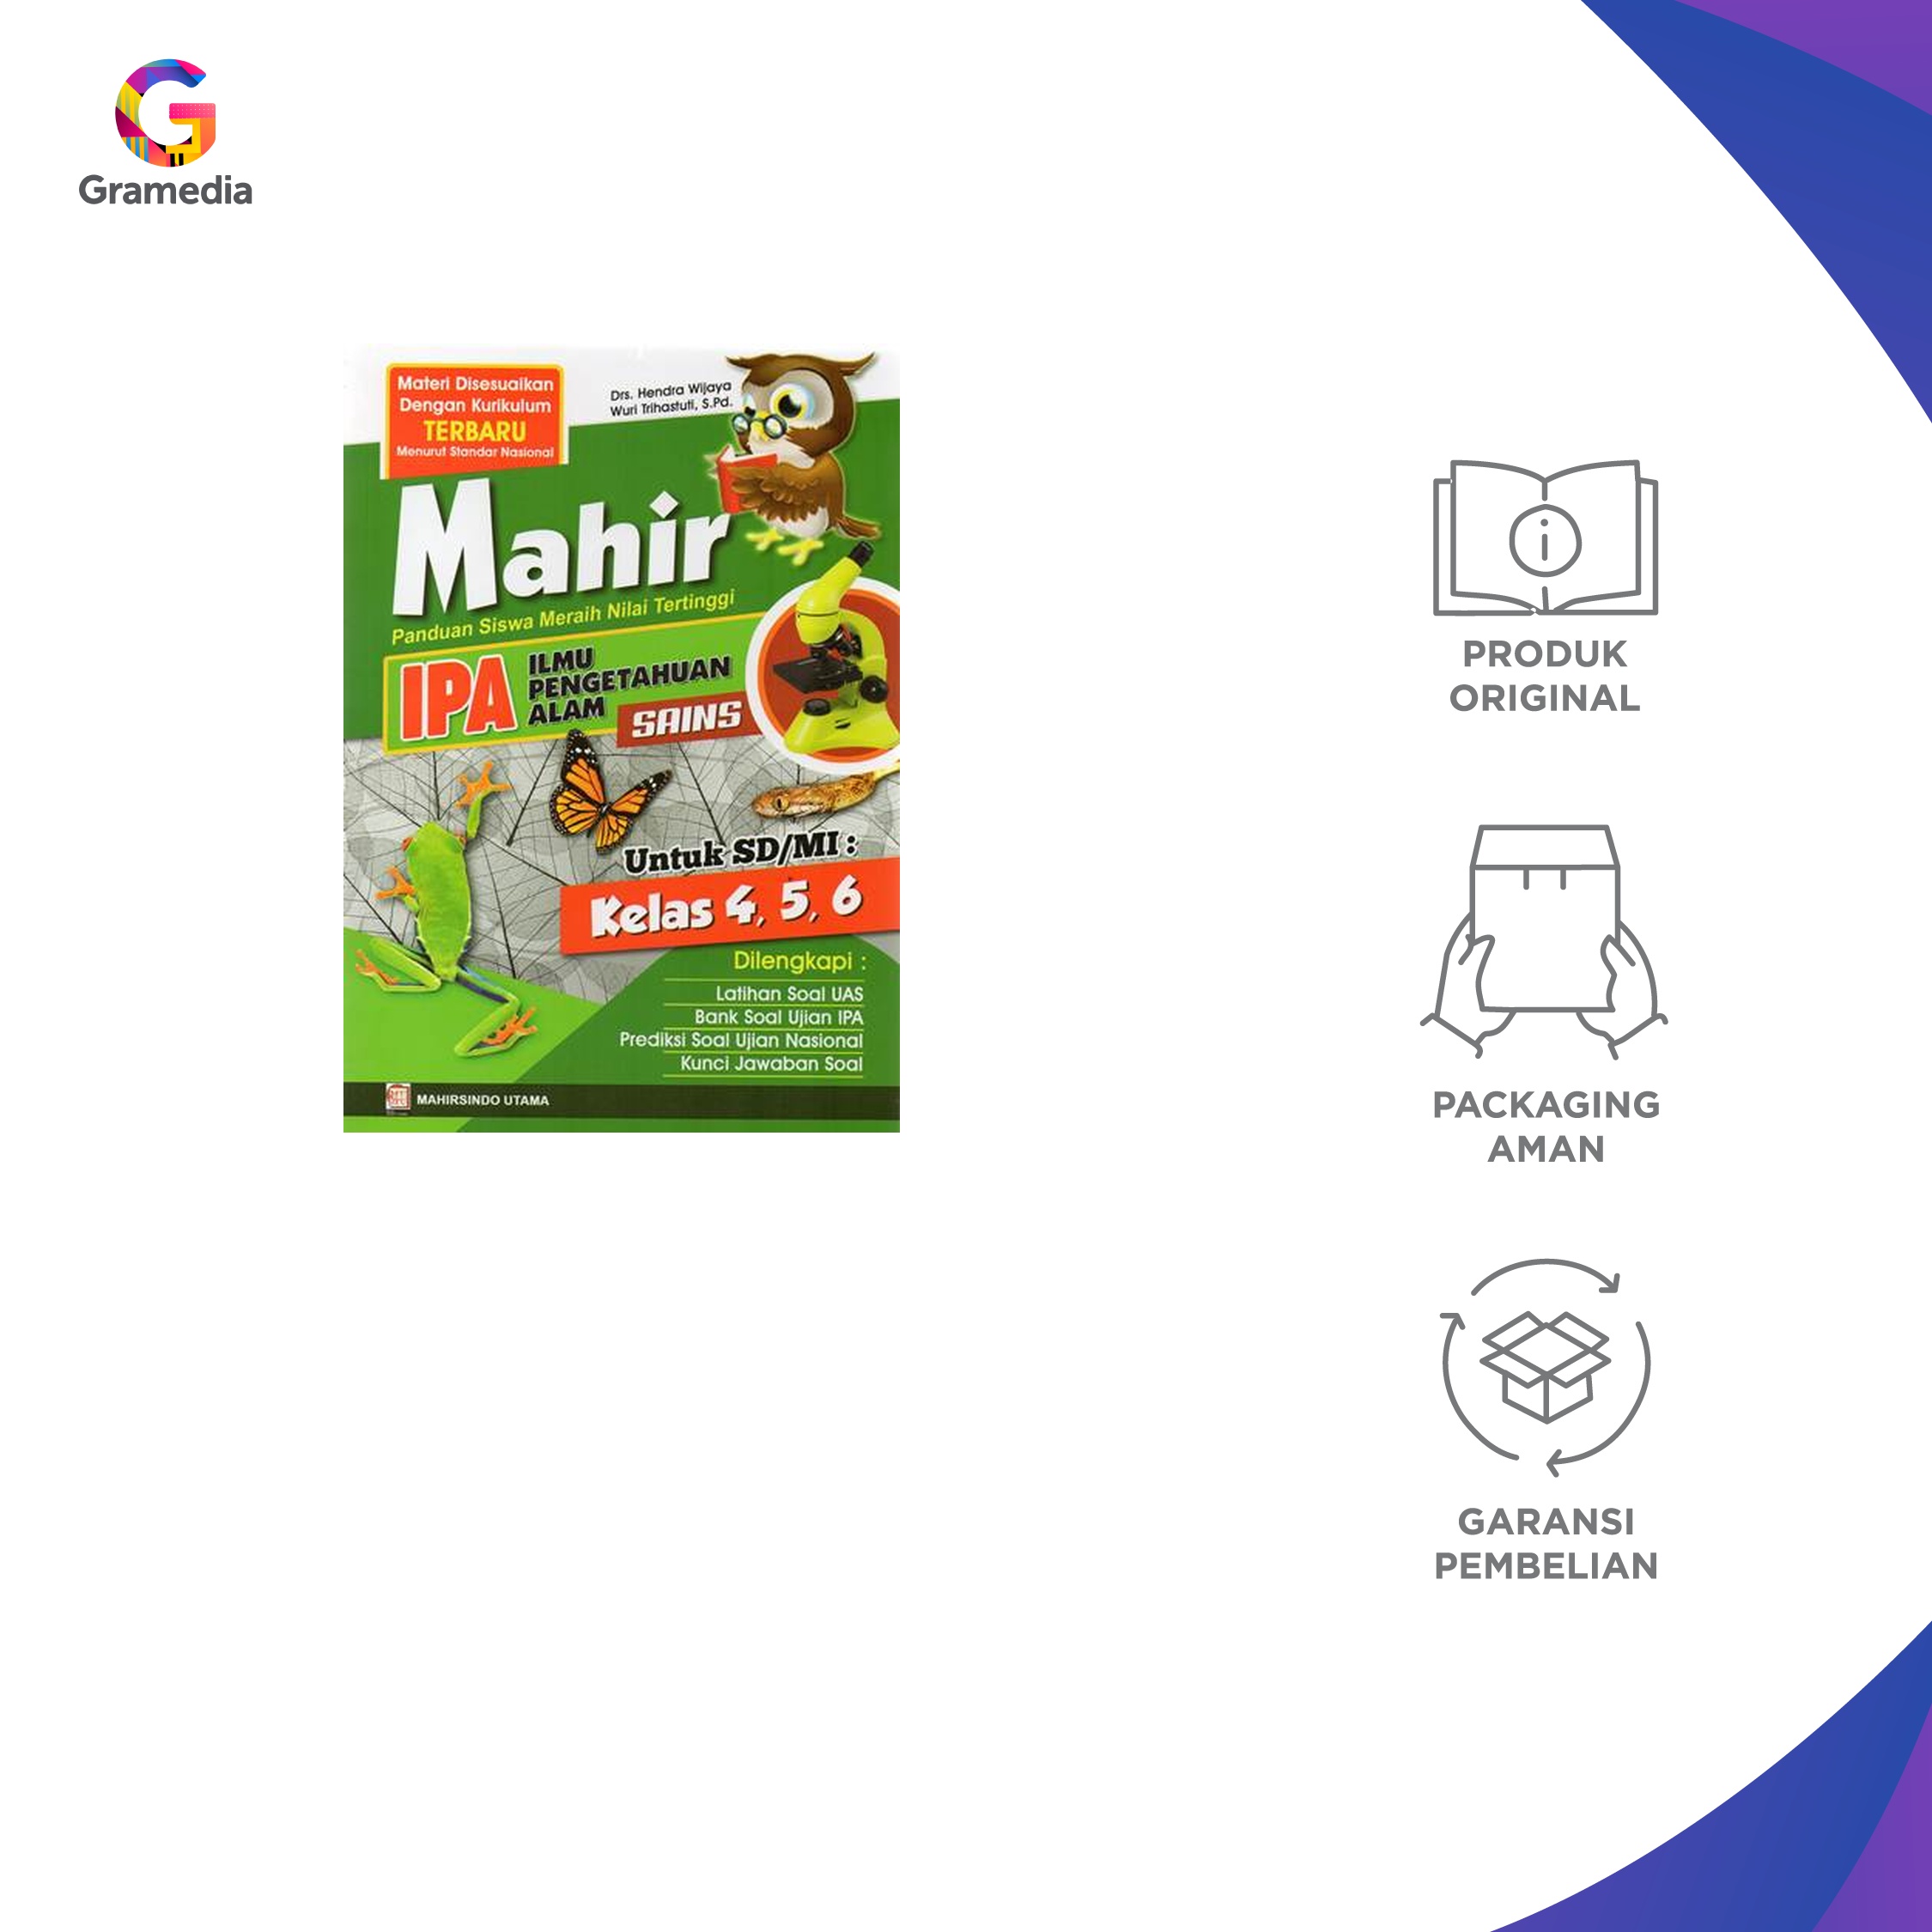 Gramedia
Materi Disesuaikan
Dengan Kurikulum
TERBARU
Menurut Standar Nasional
Drs. Hendra Wijaya
Wuri Trihastuti, S.Pd.
Mahir
Panduan Siswa Meraih Nilai Tertinggi
IPA
ILMU
PENGETAHUAN
ALAM
SAINS
Untuk SD/MI :
Kelas 4, 5, 6
Dilengkapi :
Latihan Soal UAS
Bank Soal Ujian IPA
Prediksi Soal Ujian Nasional
Kunci Jawaban Soal
MAHIRSINDO UTAMA
PRODUK
ORIGINAL
PACKAGING
AMAN
GARANSI
PEMBELIAN